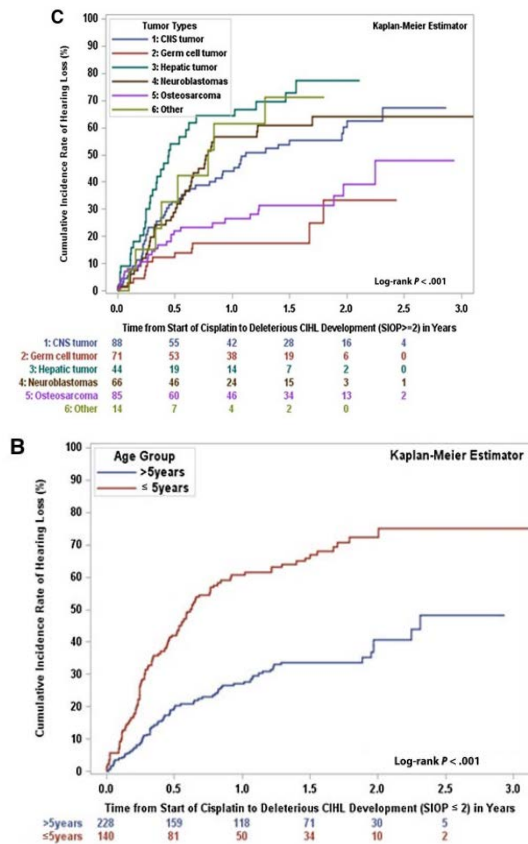 C
Kaplan-Meier Estimator
Tumor Types
1: CNS tumor
2: Germ cell tumor
3: Hepatic tumor
4: Neuroblastomas
5: Osteosarcoma
6: Other
Cumulative Incidence Rate of Hearing Loss (%)
100
90
80
70
60
50
40
30
20
10
0
Log-rank P < .001
0.0 0.5 1.0 1.5 2.0 2.5 3.0
Time from Start of Cisplatin to Deleterious CIHL Development (SIOP>=2) in Years
1: CNS tumor 88 55 42 28 16 4
2: Germ cell tumor 71 53 38 19 6 0
3: Hepatic tumor 44 19 14 7 2 0
4: Neuroblastomas 66 46 24 15 3 1
5: Osteosarcoma 85 60 46 34 13 2
6: Other 14 7 4 2 0
B
Kaplan-Meier Estimator
Age Group
>5years
≤ 5years
Cumulative Incidence Rate of Hearing Loss (%)
100
90
80
70
60
50
40
30
20
10
0
Log-rank P < .001
0.0 0.5 1.0 1.5 2.0 2.5 3.0
Time from Start of Cisplatin to Deleterious CIHL Development (SIOP ≤ 2) in Years
>5years 228 159 118 71 30 5
≤5years 140 81 50 34 10 2